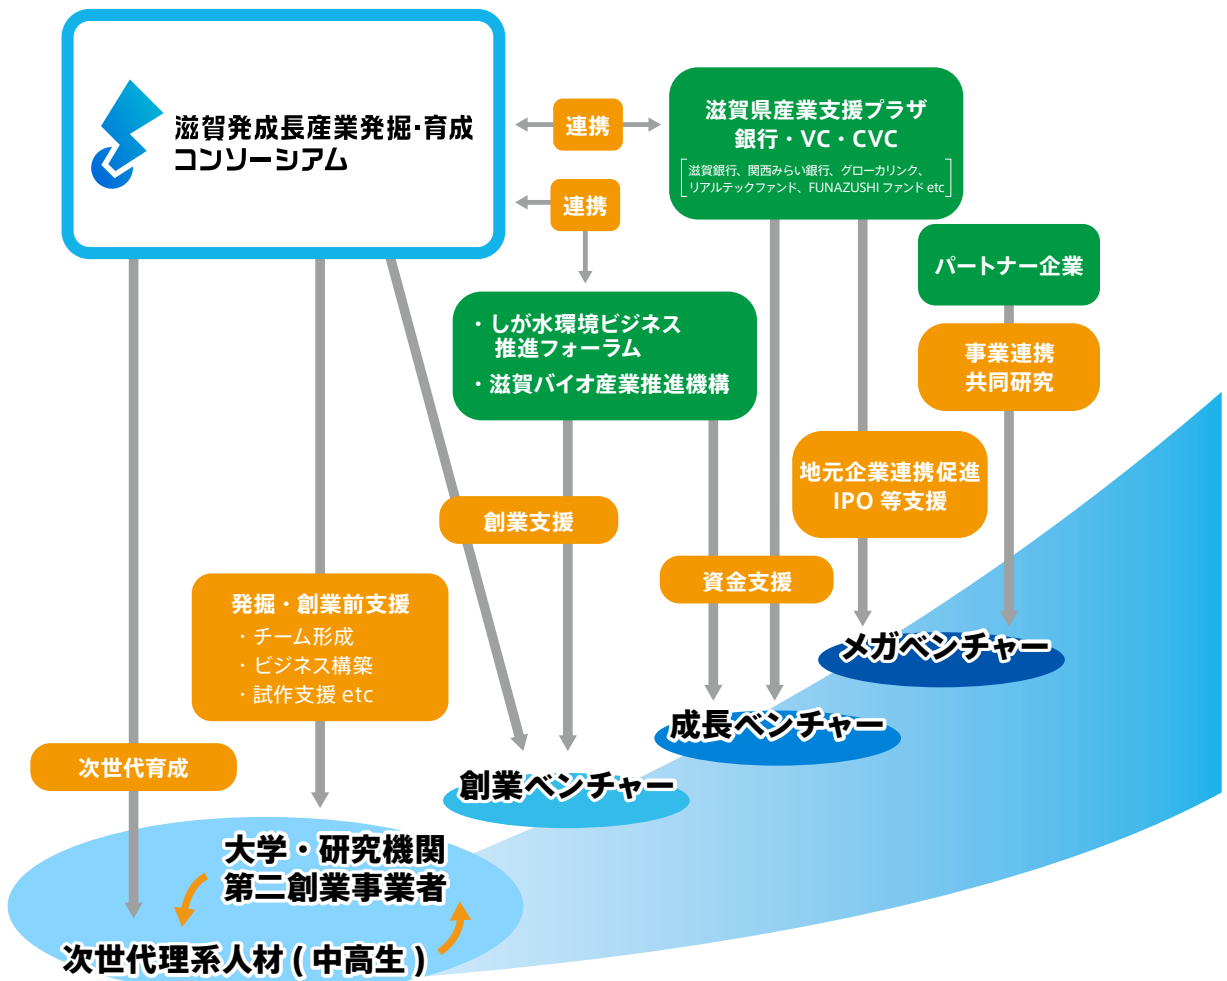 滋賀発成長産業発掘・育成
コンソーシアム
連携
滋賀県産業支援プラザ
銀行・VC・CVC
滋賀銀行、関西みらい銀行、グローカリンク、
リアルテックファンド、FUNAZUSHIファンド etc
連携
パートナー企業
・しが水環境ビジネス
推進フォーラム
・滋賀バイオ産業推進機構
事業連携
共同研究
地元企業連携促進
IPO 等支援
創業支援
資金支援
発掘・創業前支援
・チーム形成
・ビジネス構築
・試作支援 etc
次世代育成
メガベンチャー
成長ベンチャー
創業ベンチャー
大学・研究機関
第二創業事業者
次世代理系人材 ( 中高生 )